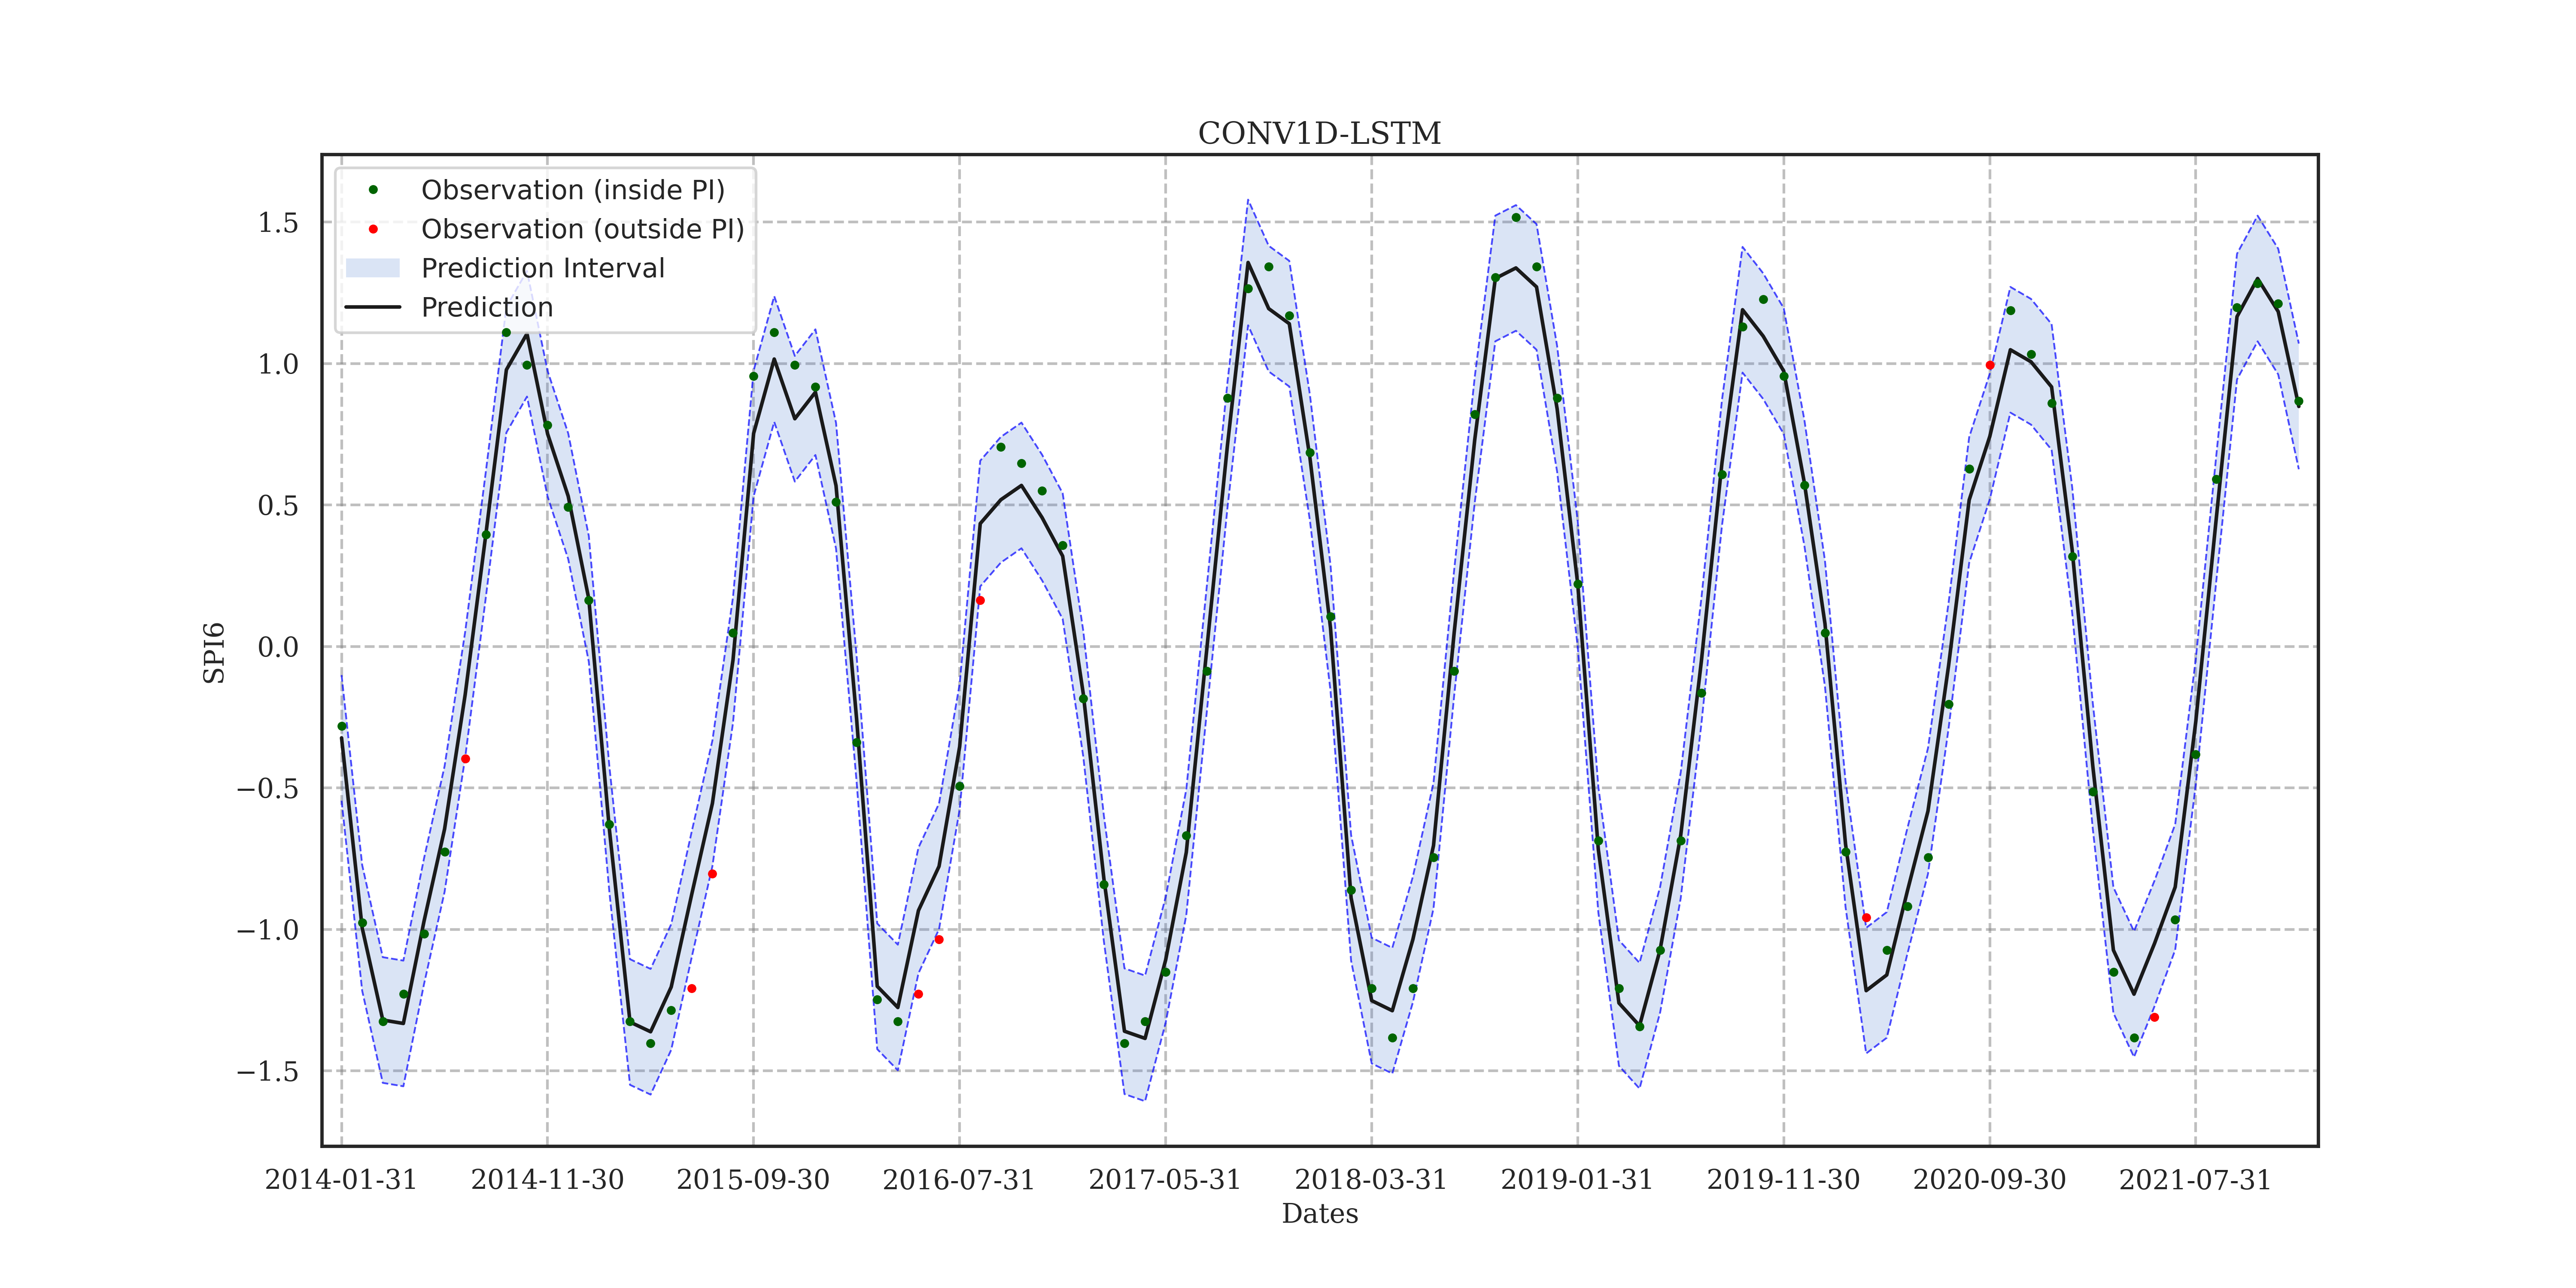 CONV1D-LSTM
Observation (inside PI)
Observation (outside PI)
Prediction Interval
Prediction
1.5
1.0
0.5
0.0
−0.5
−1.0
−1.5
SPI6
2014-01-31 2014-11-30 2015-09-30 2016-07-31 2017-05-31 2018-03-31 2019-01-31 2019-11-30 2020-09-30 2021-07-31
Dates